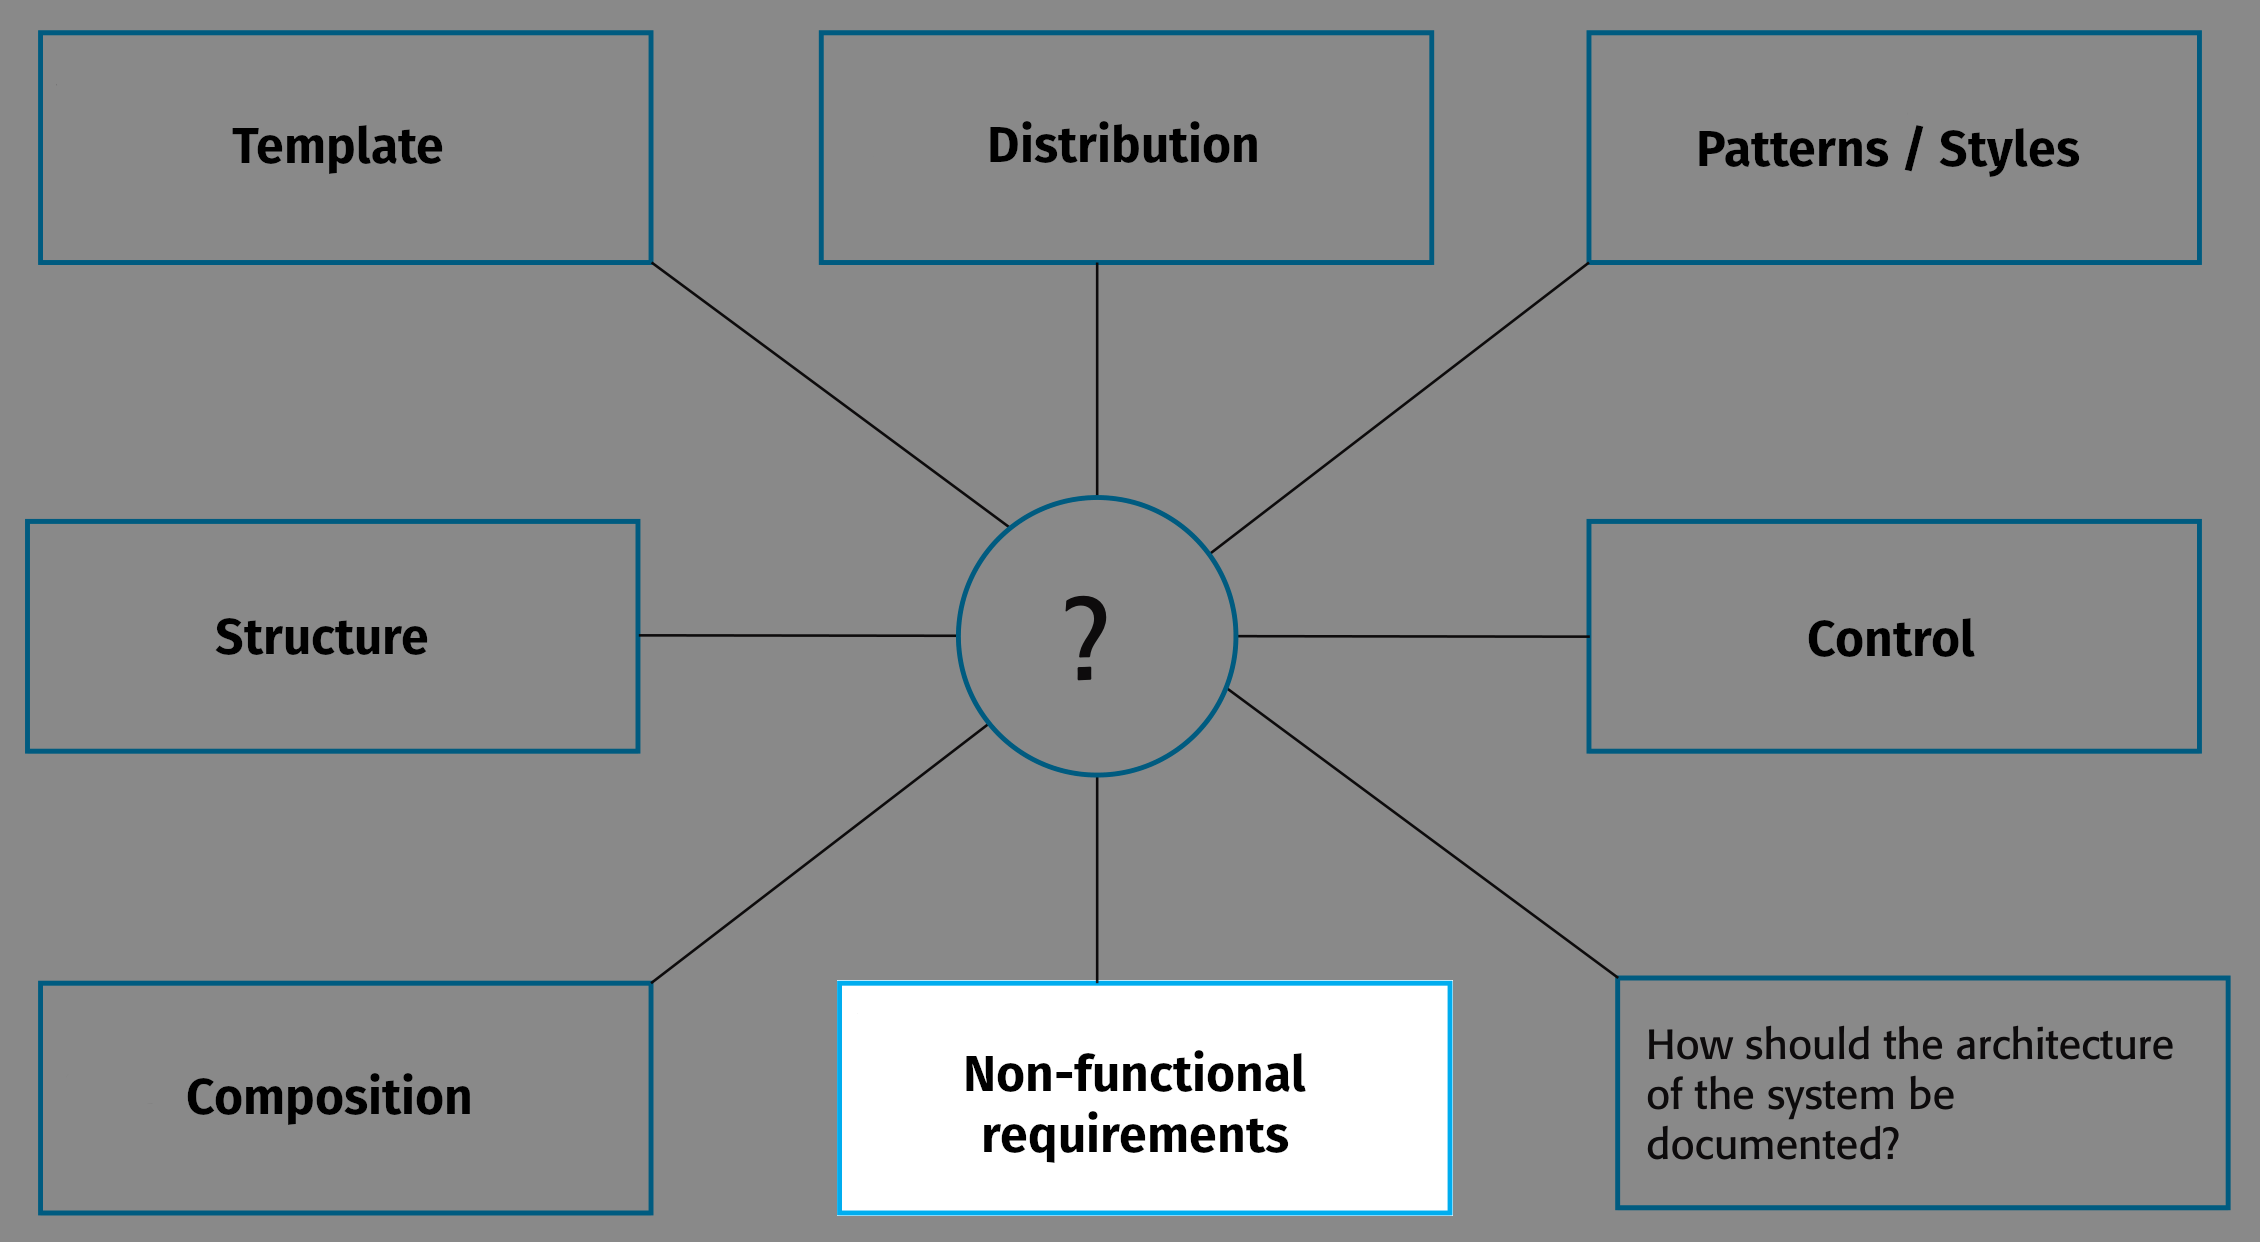 Template
Distribution
Patterns / Styles
Structure
?
Control
Composition
Non-functional
requirements
How should the architecture
of the system be
documented?